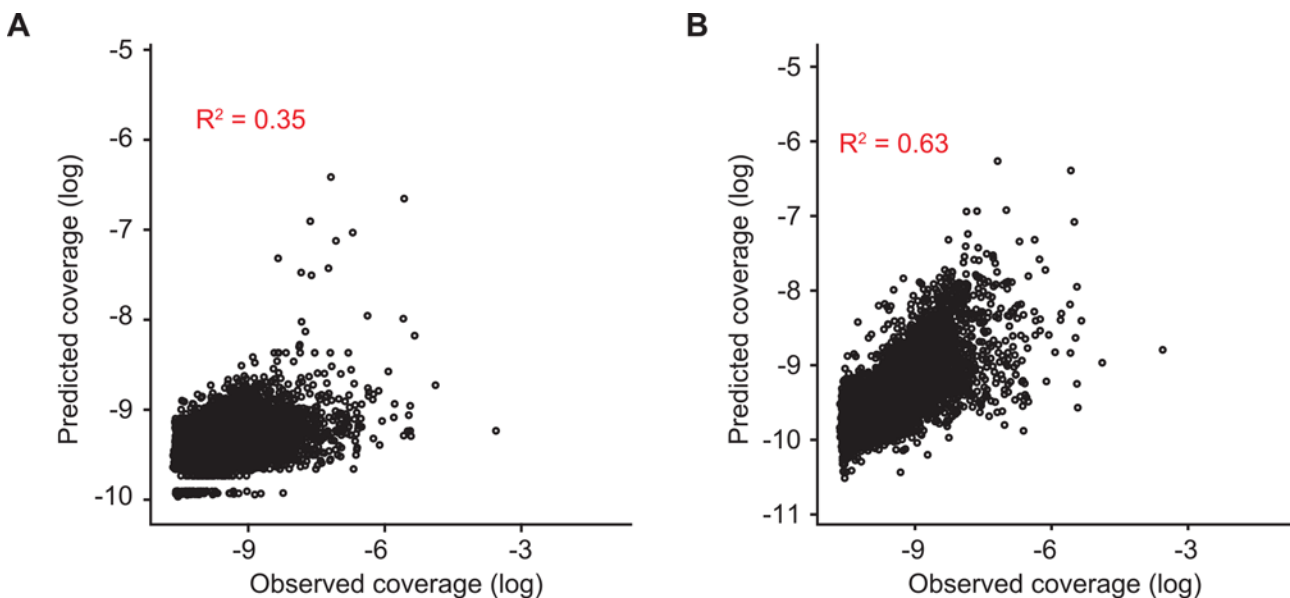 A
R² = 0.35
Predicted coverage (log)
-5
-6
-7
-8
-9
-10
-9
-6
-3
Observed coverage (log)
B
R² = 0.63
Predicted coverage (log)
-5
-6
-7
-8
-9
-10
-11
-9
-6
-3
Observed coverage (log)